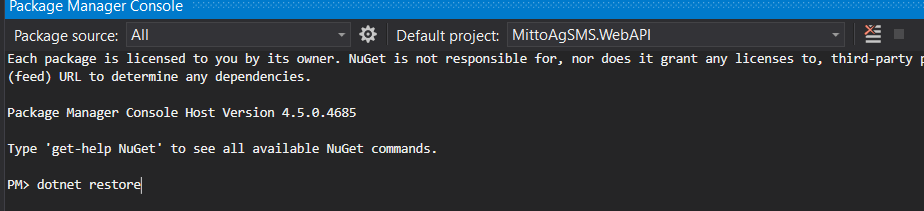 Package Manager Console
Package source: All Default project: MittoAgSMS.WebAPI
Each package is licensed to you by its owner. NuGet is not responsible for, nor does it grant any licenses to, third-party
(feed) URL to determine any dependencies.
Package Manager Console Host Version 4.5.0.4685
Type 'get-help NuGet' to see all available NuGet commands.
PM> dotnet restore